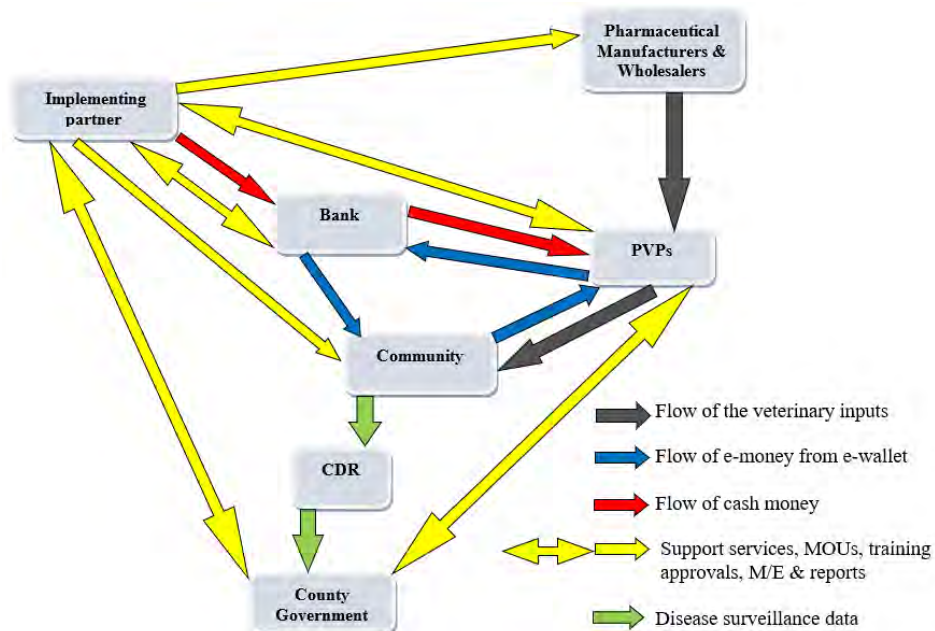 Pharmaceutical
Manufacturers &
Wholesalers
Implementing
partner
Bank
PVPs
Community
CDR
County
Government
Flow of the veterinary inputs
Flow of e-money from e-wallet
Flow of cash money
Support services, MOUs, training
approvals, M/E & reports
Disease surveillance data